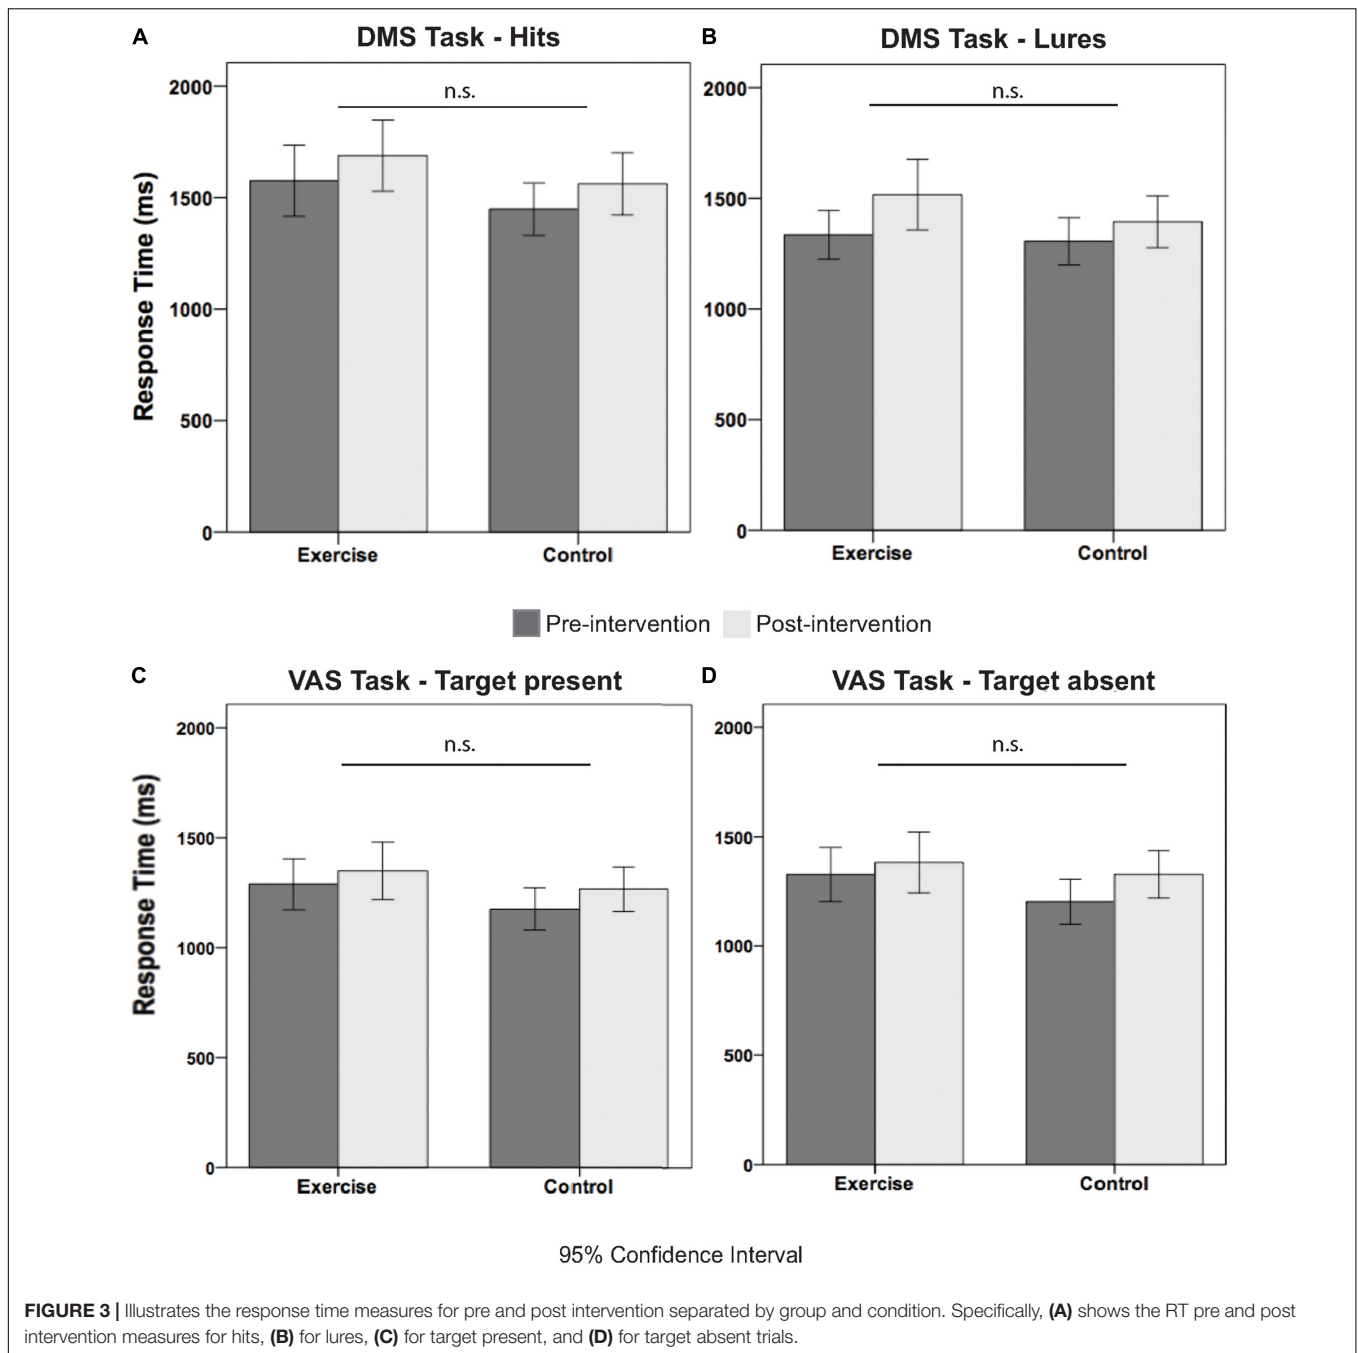 A
DMS Task - Hits
B
DMS Task - Lures
Response Time (ms)
2000
1500
1000
500
0
n.s.
Exercise
Control
2000
1500
1000
500
0
n.s.
Exercise
Control
Pre-intervention
Post-intervention
C
VAS Task - Target present
D
VAS Task - Target absent
Response Time (ms)
2000
1500
1000
500
0
n.s.
Exercise
Control
2000
1500
1000
500
0
n.s.
Exercise
Control
95% Confidence Interval
FIGURE 3 | Illustrates the response time measures for pre and post intervention separated by group and condition. Specifically, (A) shows the RT pre and post
intervention measures for hits, (B) for lures, (C) for target present, and (D) for target absent trials.